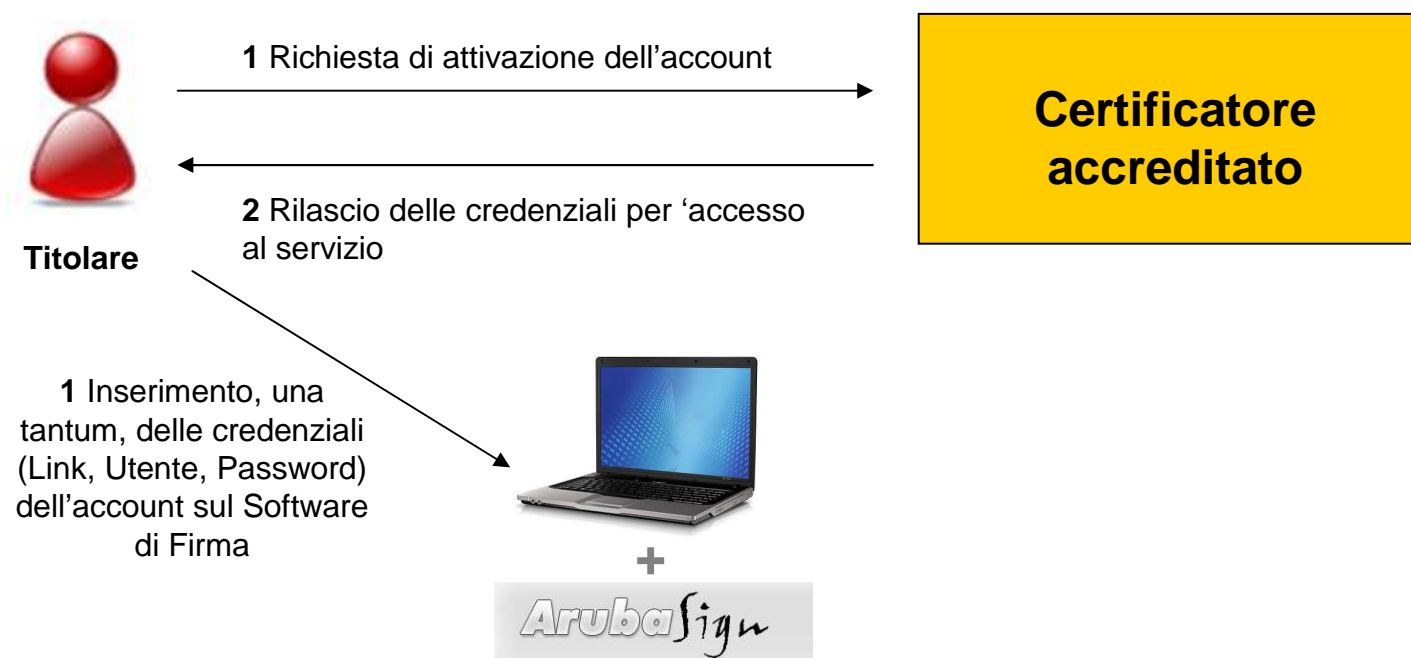 1 Richiesta di attivazione dell’account
Certificatore
accreditato
2 Rilascio delle credenziali per ‘accesso
al servizio
Titolare
1 Inserimento, una
tantum, delle credenziali
(Link, Utente, Password)
dell’account sul Software
di Firma
+
ArubaSign